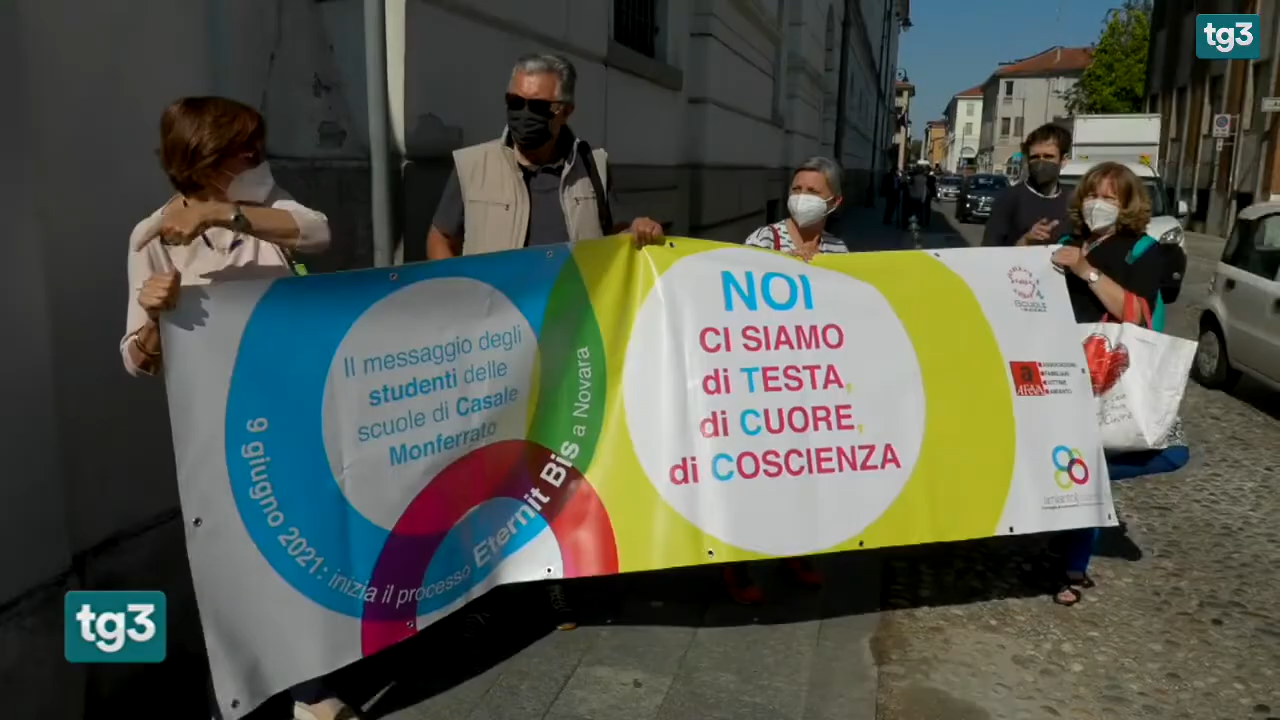 tg3
Il messaggio degli
studenti delle
scuole di Casale
Monferrato
9 giugno 2021: inizia il processo Eternit Bis a Novara
NOI
CI SIAMO
di TESTA,
di CUORE,
di COSCIENZA
AFeVA
tg3